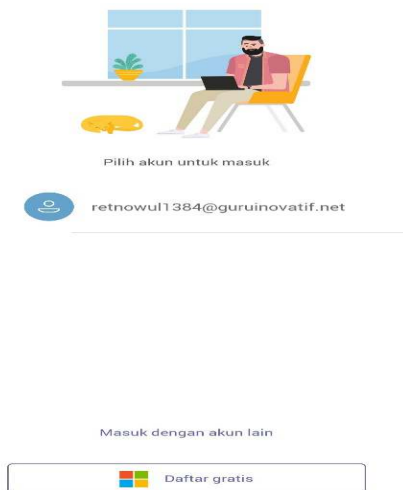 Pilih akun untuk masuk
retnowul1384@guruinovatif.net
Masuk dengan akun lain
Daftar gratis